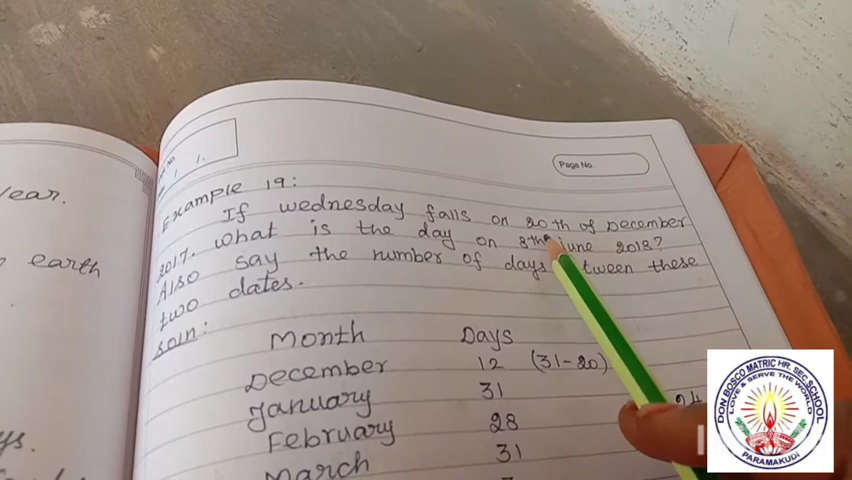 year.
earth
ys.
Page No.
Example 19:
If wednesday falls on 20th of December
2017. What is the day on 8th june 2018?
Also say the number of days tween these
two dates.
soln:
Month Days
December 12 (31-20)
January 31
February 28
March 31
DON BOSCO MATRIC HR. SEC SCHOOL
LOVE & SERVE THE WORLD
PARAMAKUDI